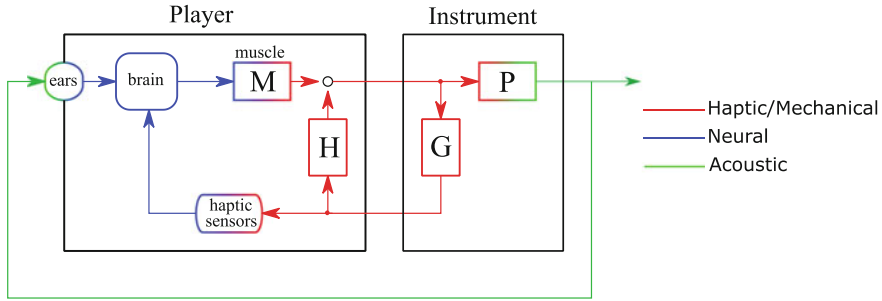 Player
Instrument
muscle
ears
brain
M
P
H
G
haptic
sensors
Haptic/Mechanical
Neural
Acoustic